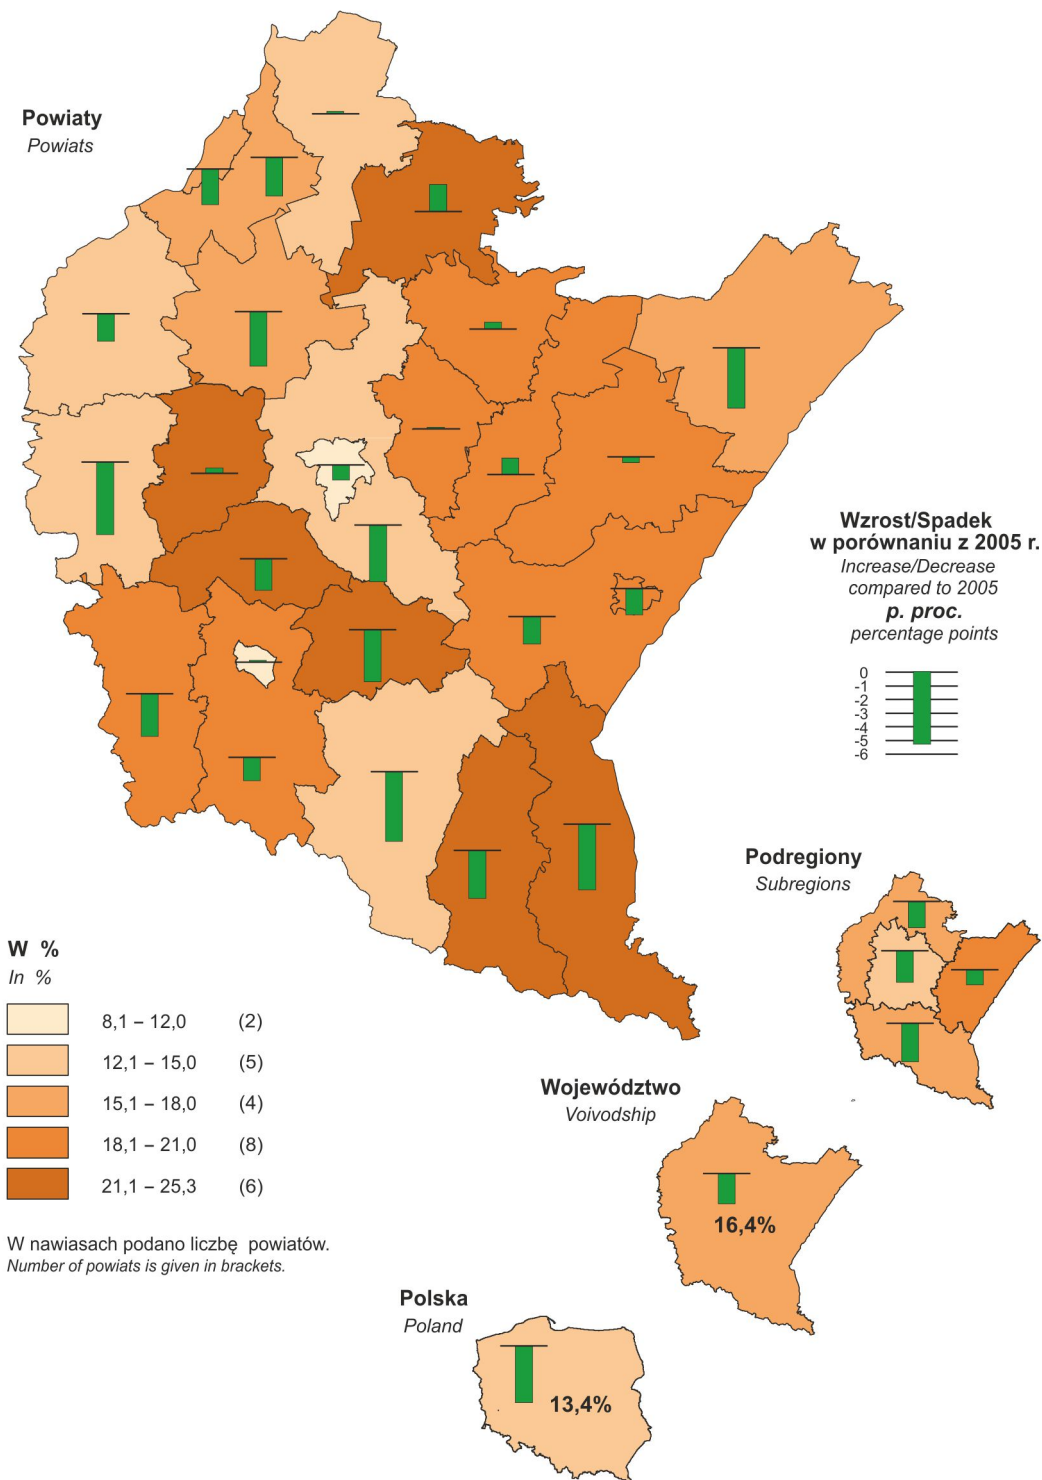 Powiaty
Powiats
Wzrost/Spadek
w porównaniu z 2005 r.
Increase/Decrease
compared to 2005
p. proc.
percentage points
0
-1
-2
-3
-4
-5
-6
Podregiony
Subregions
W %
In %
8,1 – 12,0 (2)
12,1 – 15,0 (5)
15,1 – 18,0 (4)
18,1 – 21,0 (8)
21,1 – 25,3 (6)
W nawiasach podano liczbę powiatów.
Number of powiats is given in brackets.
Województwo
Voivodship
16,4%
Polska
Poland
13,4%